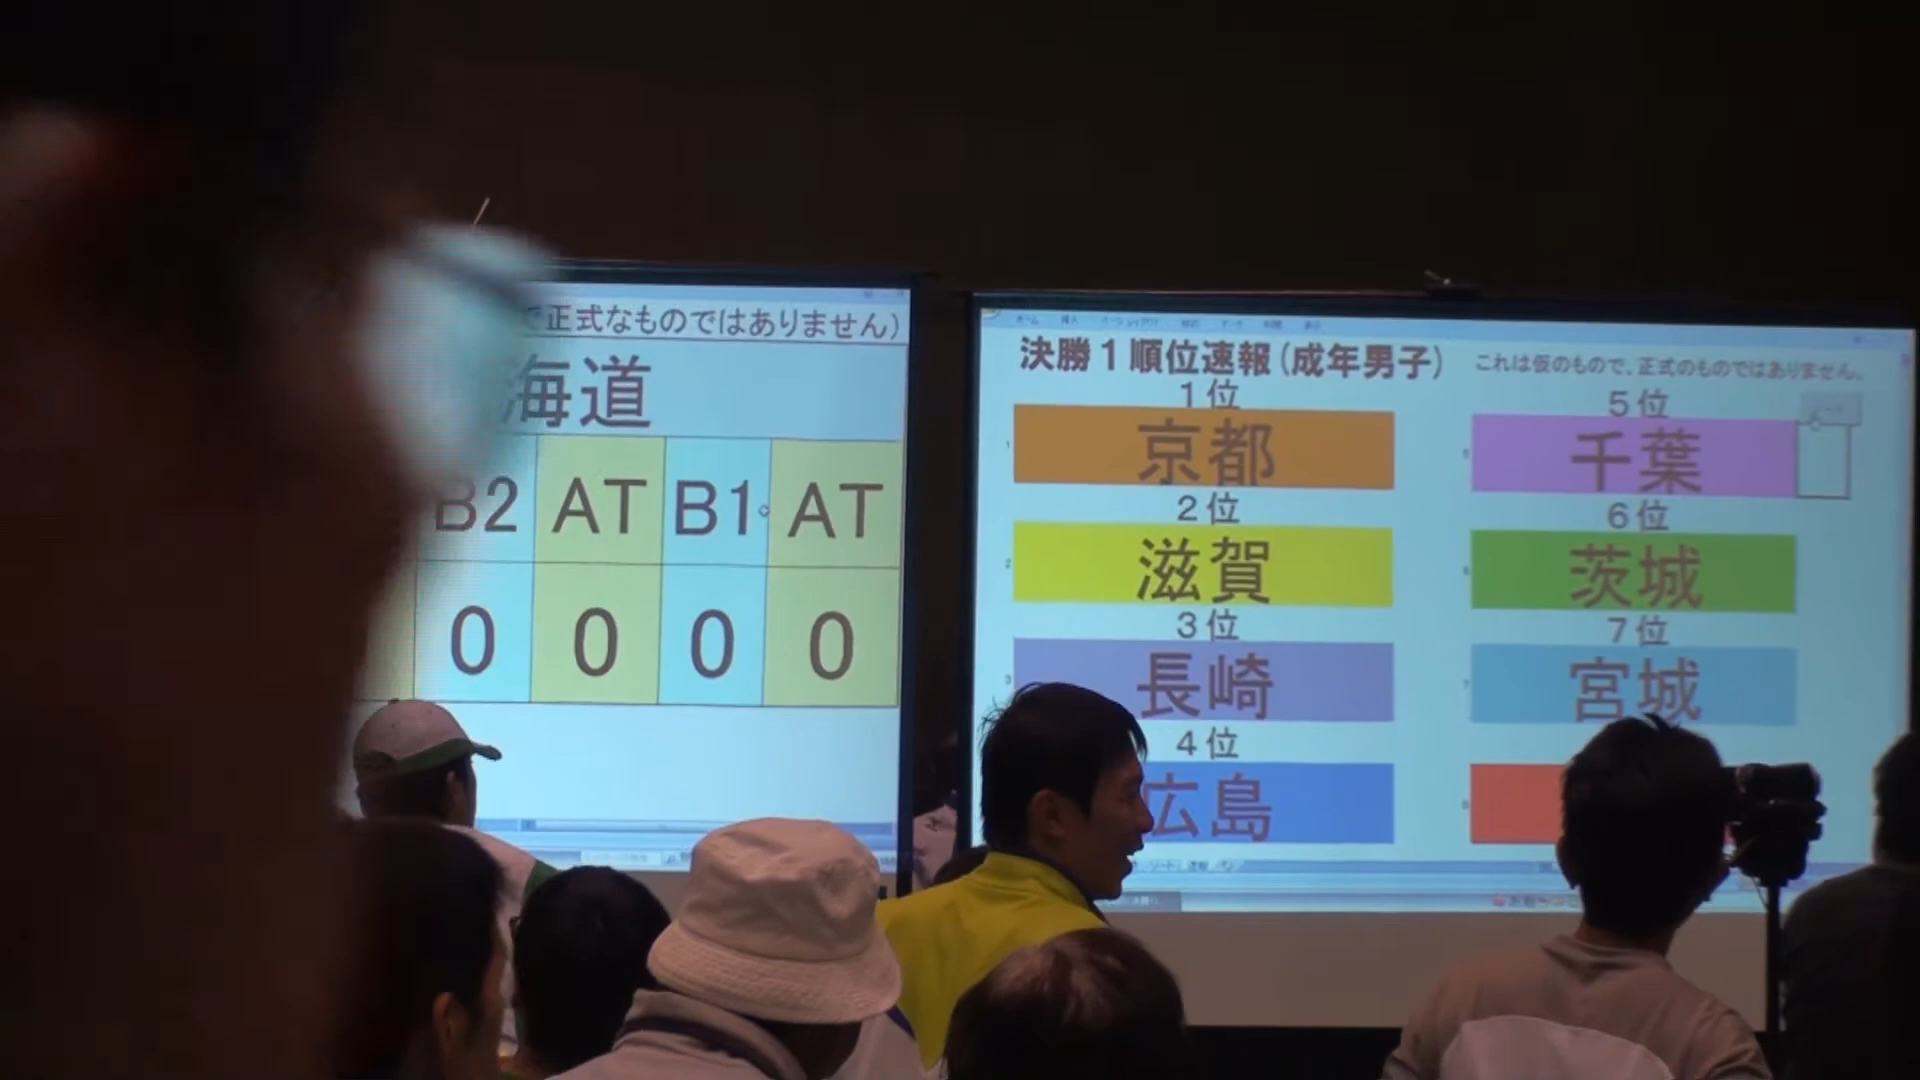 で正式なものではありません)
海道
B2 AT B1 AT
0 0 0 0
決勝1順位速報(成年男子)
これは仮のもので、正式のものではありません。
1位
京都
2位
滋賀
3位
長崎
4位
広島
5位
千葉
6位
茨城
7位
宮城